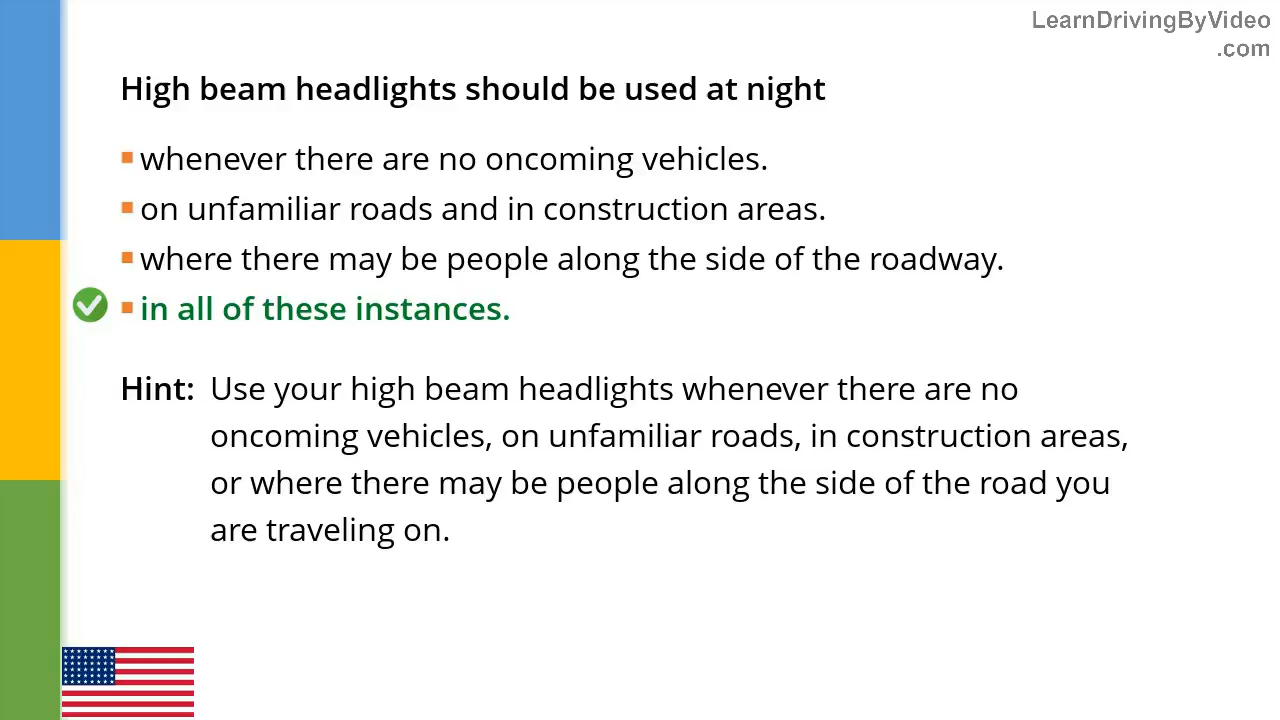 LearnDrivingByVideo
.com
High beam headlights should be used at night
whenever there are no oncoming vehicles.
on unfamiliar roads and in construction areas.
where there may be people along the side of the roadway.
in all of these instances.
Hint: Use your high beam headlights whenever there are no
oncoming vehicles, on unfamiliar roads, in construction areas,
or where there may be people along the side of the road you
are traveling on.